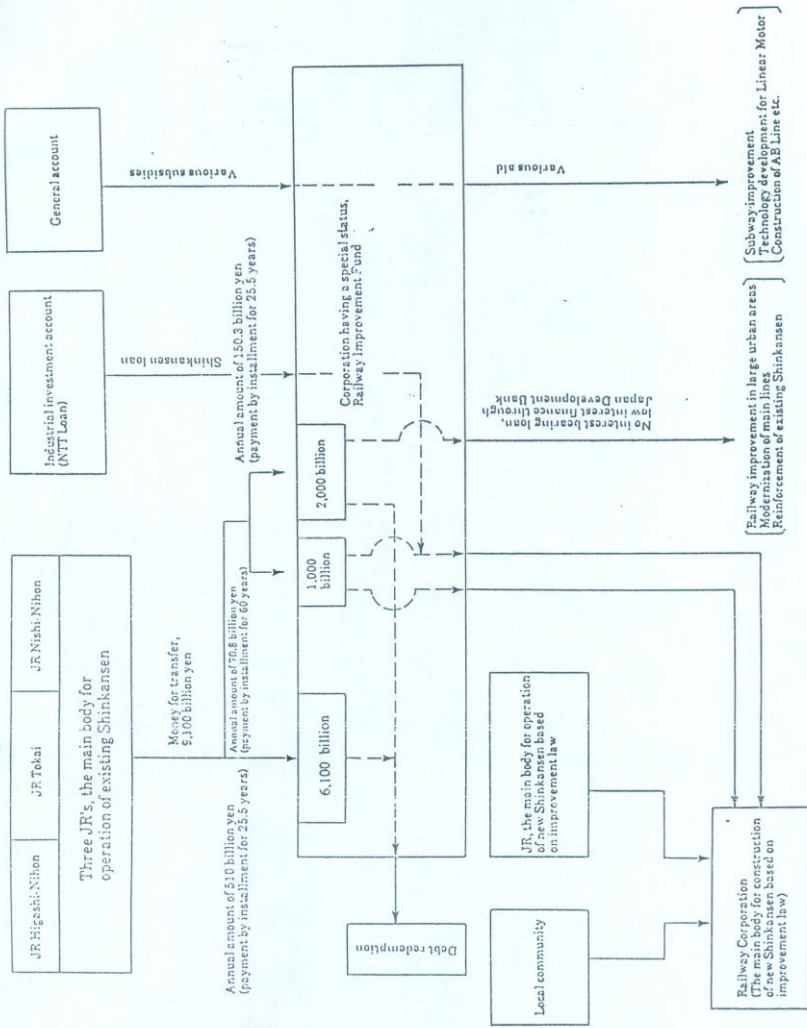 JR Higashi-Nihon
JR Tokai
JR Nishi-Nihon
Three JR's, the main body for
operation of existing Shinkansen
Industrial investment account
(NTT Loan)
General account
Money for transfer,
9,100 billion yen
Annual amount of 510 billion yen
(payment by installment for 25.5 years)
Annual amount of 70.8 billion yen
(payment by installment for 60 years)
Annual amount of 150.3 billion yen
(payment by installment for 25.5 years)
Shinkansen loan
Various subsidies
6,100 billion
1,000
billion
2,000 billion
Corporation having a special status,
Railway Improvement Fund
Debt redemption
No interest bearing loan,
low interest finance through
Japan Development Bank
Various aid
Local community
JR, the main body for operation
of new Shinkansen based
on improvement law
Railway Corporation
(The main body for construction
of new Shinkansen based on
improvement law)
Railway improvement in large urban areas
Modernization of main lines
Reinforcement of existing Shinkansen
Subway improvement
Technology development for Linear Motor
Construction of AB Line etc.